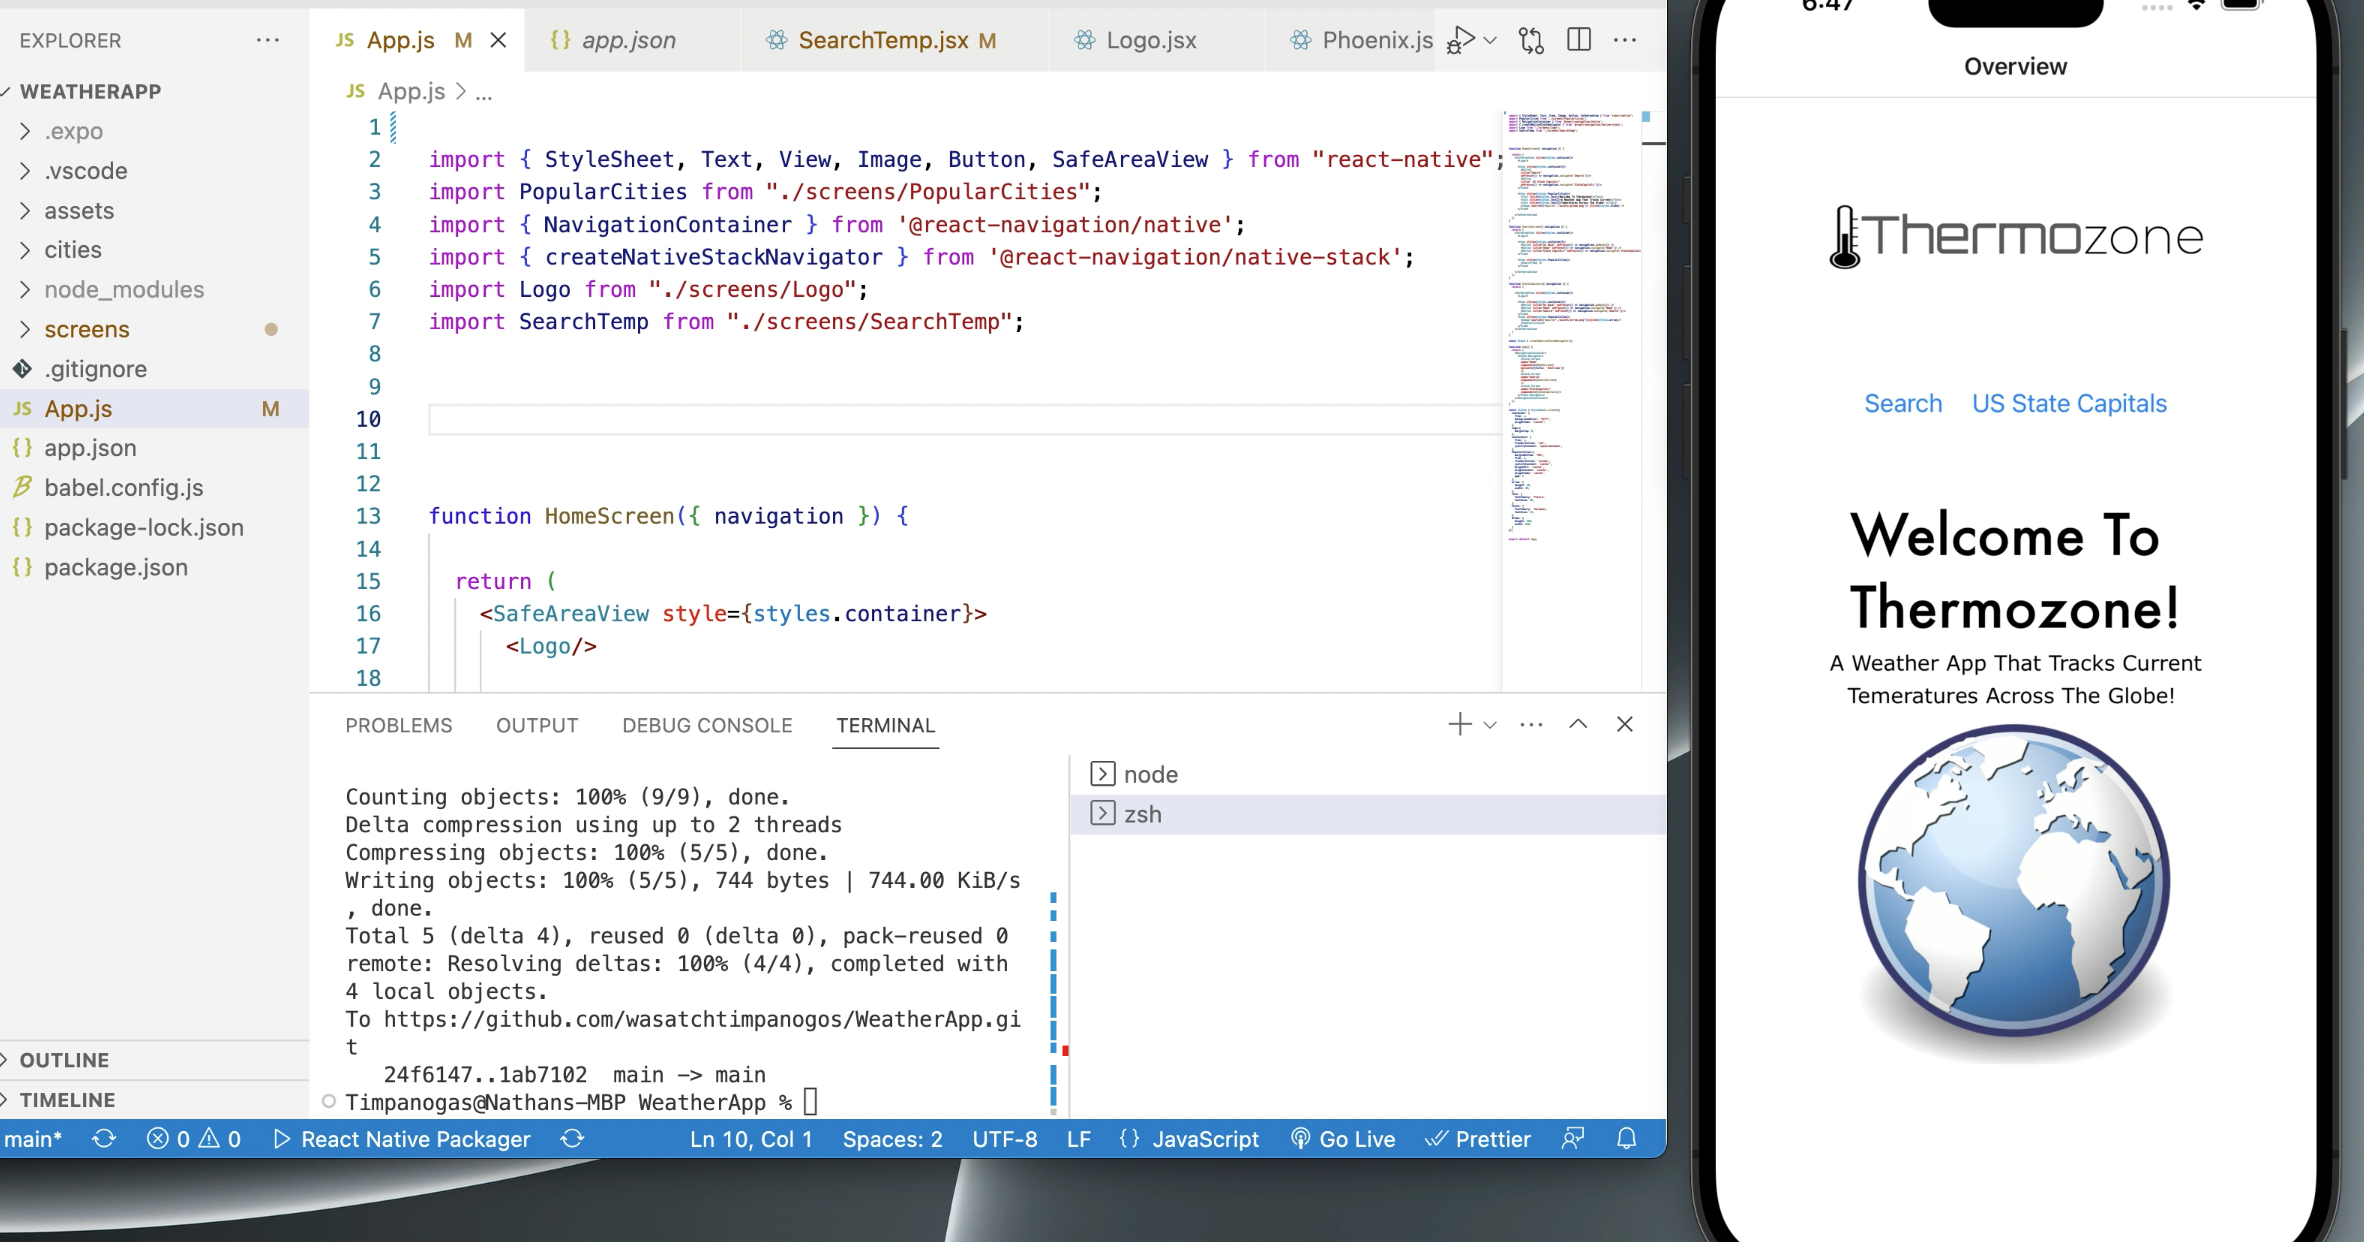 EXPLORER
WEATHERAPP
.expo
.vscode
assets
cities
node_modules
screens
.gitignore
App.js M
app.json
babel.config.js
package-lock.json
package.json
OUTLINE
TIMELINE
JS App.js M
{} app.json
SearchTemp.jsx M
Logo.jsx
Phoenix.js
JS App.js > ...
1
2 import { StyleSheet, Text, View, Image, Button, SafeAreaView } from "react-native";
3 import PopularCities from "./screens/PopularCities";
4 import { NavigationContainer } from '@react-navigation/native';
5 import { createNativeStackNavigator } from '@react-navigation/native-stack';
6 import Logo from "./screens/Logo";
7 import SearchTemp from "./screens/SearchTemp";
8
9
10
11
12
13 function HomeScreen({ navigation }) {
14
15 return (
16 <SafeAreaView style={styles.container}>
17 <Logo/>
18
PROBLEMS OUTPUT DEBUG CONSOLE TERMINAL
Counting objects: 100% (9/9), done.
Delta compression using up to 2 threads
Compressing objects: 100% (5/5), done.
Writing objects: 100% (5/5), 744 bytes | 744.00 KiB/s
, done.
Total 5 (delta 4), reused 0 (delta 0), pack-reused 0
remote: Resolving deltas: 100% (4/4), completed with
4 local objects.
To https://github.com/wasatchtimpanogos/WeatherApp.gi
t
24f6147..1ab7102 main -> main
Timpanogas@Nathans-MBP WeatherApp %
node
zsh
main* 0 0 React Native Packager Ln 10, Col 1 Spaces: 2 UTF-8 LF {} JavaScript Go Live Prettier
6:47
Overview
Thermozone
Search US State Capitals
Welcome To
Thermozone!
A Weather App That Tracks Current
Temeratures Across The Globe!